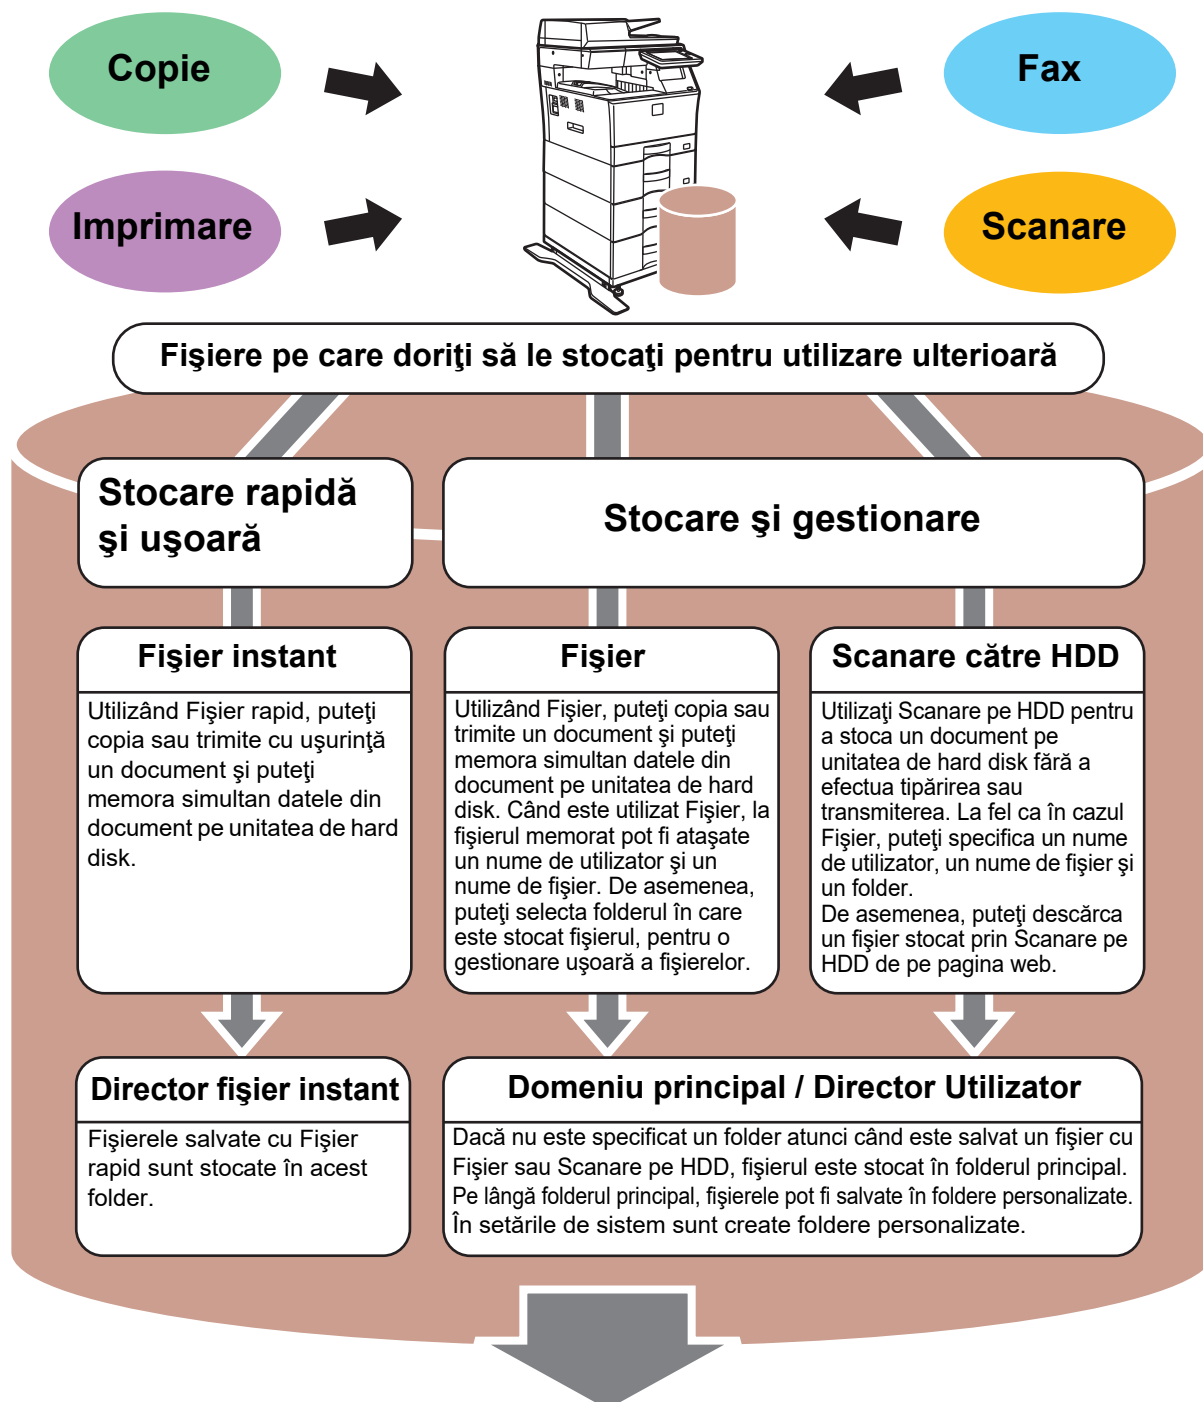 Copie
Fax
Imprimare
Scanare
Fişiere pe care doriţi să le stocaţi pentru utilizare ulterioară
Stocare rapidă
şi uşoară
Stocare şi gestionare
Fişier instant
Utilizând Fişier rapid, puteţi
copia sau trimite cu uşurinţă
un document şi puteţi
memora simultan datele din
document pe unitatea de hard
disk.
Fişier
Utilizând Fişier, puteţi copia sau
trimite un document şi puteţi
memora simultan datele din
document pe unitatea de hard
disk. Când este utilizat Fişier, la
fişierul memorat pot fi ataşate
un nume de utilizator şi un
nume de fişier. De asemenea,
puteţi selecta folderul în care
este stocat fişierul, pentru o
gestionare uşoară a fişierelor.
Scanare către HDD
Utilizaţi Scanare pe HDD pentru
a stoca un document pe
unitatea de hard disk fără a
efectua tipărirea sau
transmiterea. La fel ca în cazul
Fişier, puteţi specifica un nume
de utilizator, un nume de fişier şi
un folder.
De asemenea, puteţi descărca
un fişier stocat prin Scanare pe
HDD de pe pagina web.
Director fişier instant
Fişierele salvate cu Fişier
rapid sunt stocate în acest
folder.
Domeniu principal / Director Utilizator
Dacă nu este specificat un folder atunci când este salvat un fişier cu
Fişier sau Scanare pe HDD, fişierul este stocat în folderul principal.
Pe lângă folderul principal, fişierele pot fi salvate în foldere personalizate.
În setările de sistem sunt create foldere personalizate.